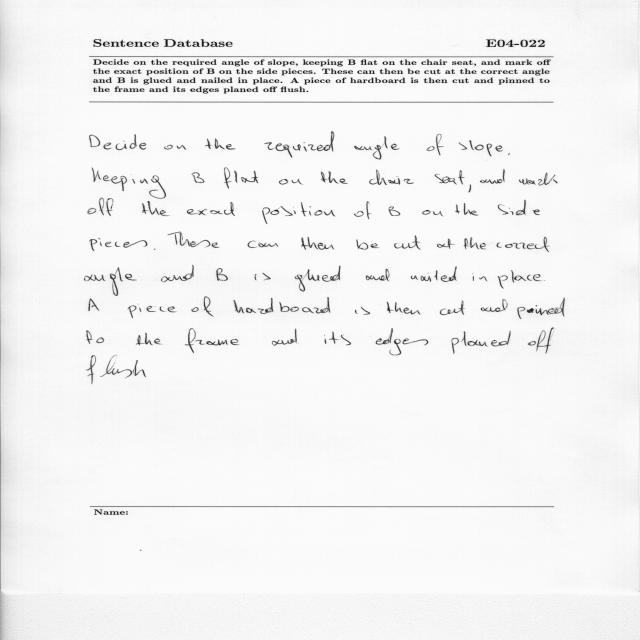 Sentence Database E04-022
Decide on the required angle of slope, keeping B flat on the chair seat, and mark off
the exact position of B on the side pieces. These can then be cut at the correct angle
and B is glued and nailed in place. A piece of hardboard is then cut and pinned to
the frame and its edges planed off flush.
Decide on the required angle of slope.
keeping B flat on the chair seat, and mark
off the exact position of B on the side
pieces. These can then be cut at the correct
angle and B is glued and nailed in place.
A piece of hardboard is then cut and pinned
to the frame and its edges planed off
flush
Name: